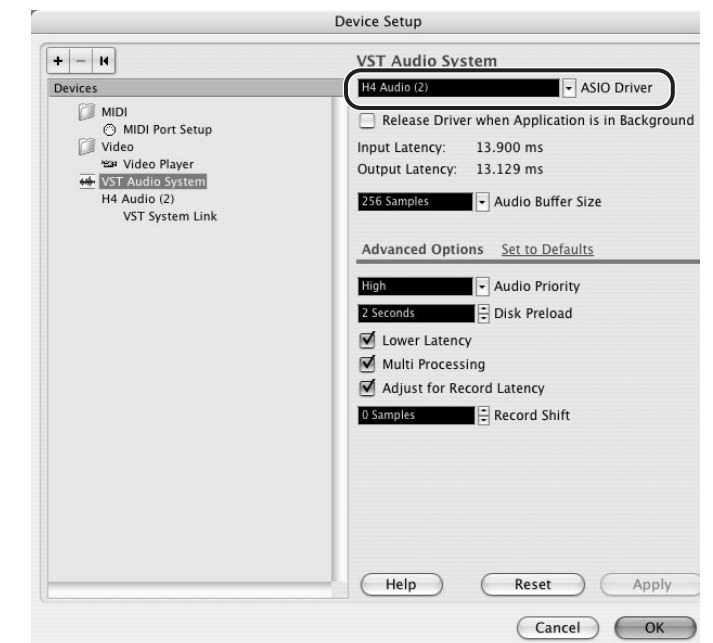 Device Setup
Devices
MIDI
MIDI Port Setup
Video
Video Player
VST Audio System
H4 Audio (2)
VST System Link
VST Audio System
H4 Audio (2) ASIO Driver
Release Driver when Application is in Background
Input Latency: 13.900 ms
Output Latency: 13.129 ms
256 Samples Audio Buffer Size
Advanced Options Set to Defaults
High Audio Priority
2 Seconds Disk Preload
Lower Latency
Multi Processing
Adjust for Record Latency
0 Samples Record Shift
Help Reset Apply
Cancel OK